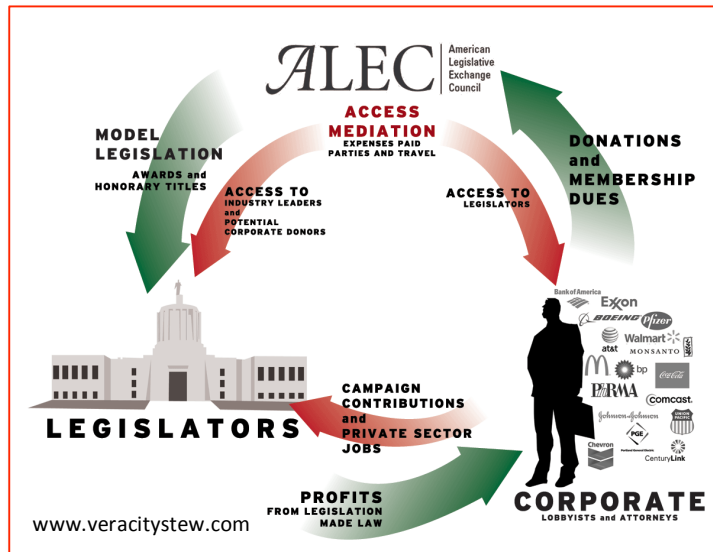 ALEC
American
Legislative
Exchange
Council
ACCESS
MEDIATION
EXPENSES PAID
PARTIES AND TRAVEL
MODEL
LEGISLATION
AWARDS and
HONORARY TITLES
ACCESS TO
INDUSTRY LEADERS
and
POTENTIAL
CORPORATE DONORS
ACCESS TO
LEGISLATORS
DONATIONS
and
MEMBERSHIP
DUES
Bank of America
Exxon
BOEING
Pfizer
at&t
Walmart
MONSANTO
bp
Coca-Cola
PhRMA
comcast.
Johnson&Johnson
UNION
PACIFIC
PGE
Portland General Electric
Chevron
CenturyLink
LEGISLATORS
CAMPAIGN
CONTRIBUTIONS
and
PRIVATE SECTOR
JOBS
PROFITS
FROM LEGISLATION
MADE LAW
CORPORATE
LOBBYISTS and ATTORNEYS
www.veracitystew.com